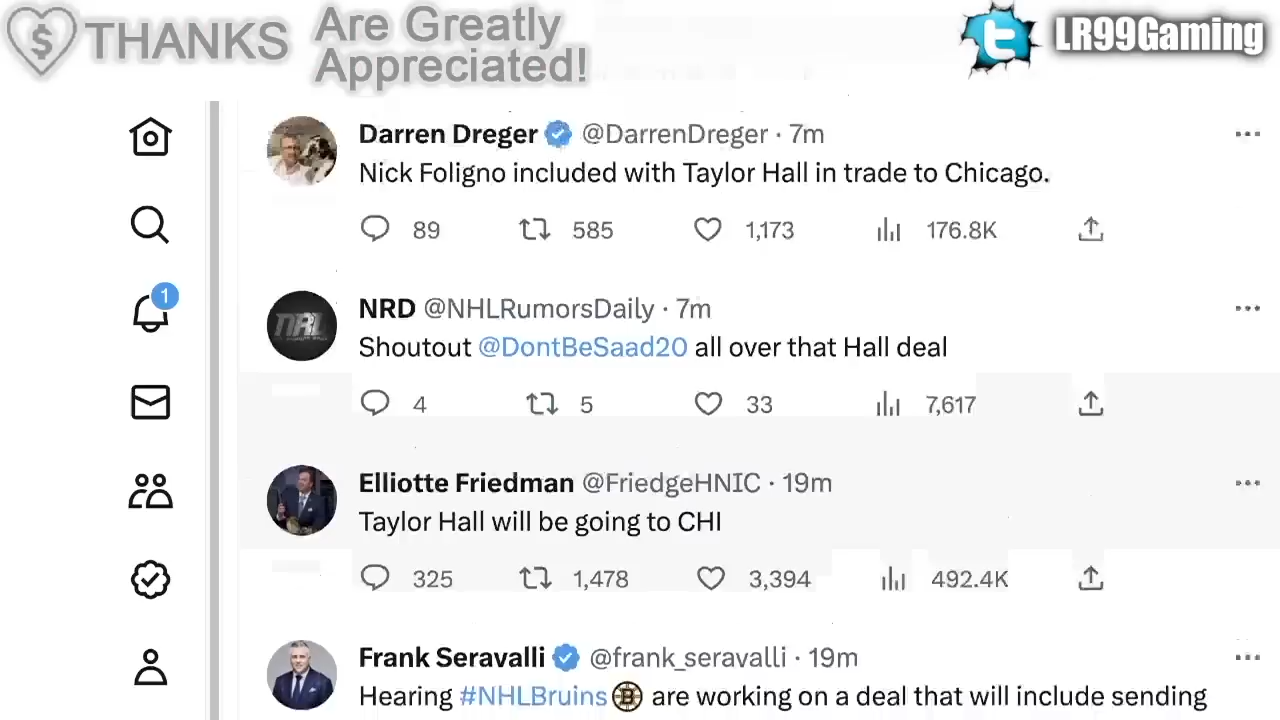 THANKS Are Greatly
Appreciated!
LR99Gaming
Darren Dreger @DarrenDreger · 7m
Nick Foligno included with Taylor Hall in trade to Chicago.
89 585 1,173 176.8K
NRD @NHLRumorsDaily · 7m
Shoutout @DontBeSaad20 all over that Hall deal
4 5 33 7,617
1
Elliotte Friedman @FriedgeHNIC · 19m
Taylor Hall will be going to CHI
325 1,478 3,394 492.4K
Frank Seravalli @frank_seravalli · 19m
Hearing #NHLBruins B are working on a deal that will include sending